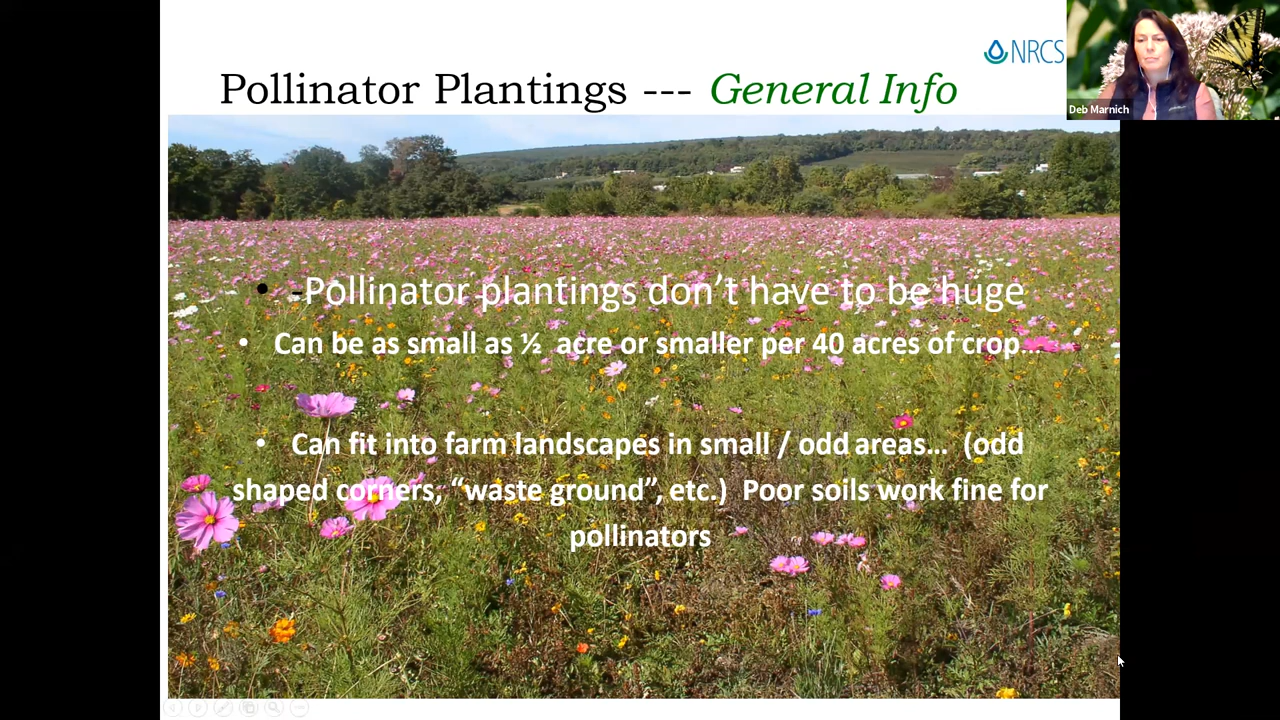 NRCS
Pollinator Plantings --- General Info
Deb Marnich
• -Pollinator plantings don’t have to be huge
• Can be as small as ½ acre or smaller per 40 acres of crop…
• Can fit into farm landscapes in small / odd areas… (odd
shaped corners, “waste ground”, etc.) Poor soils work fine for
pollinators